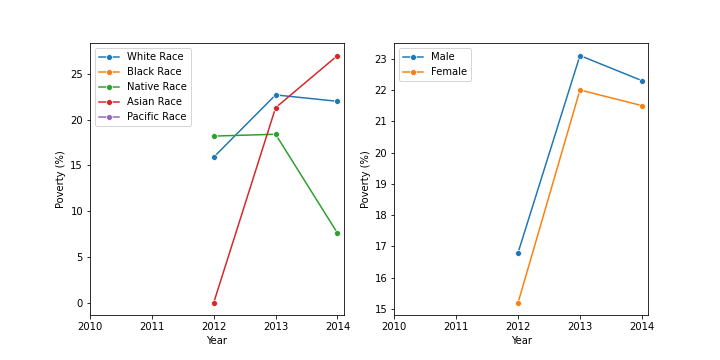 White Race
Black Race
Native Race
Asian Race
Pacific Race
25
20
15
10
5
0
Poverty (%)
2010 2011 2012 2013 2014
Year
Male
Female
23
22
21
20
19
18
17
16
15
Poverty (%)
2010 2011 2012 2013 2014
Year